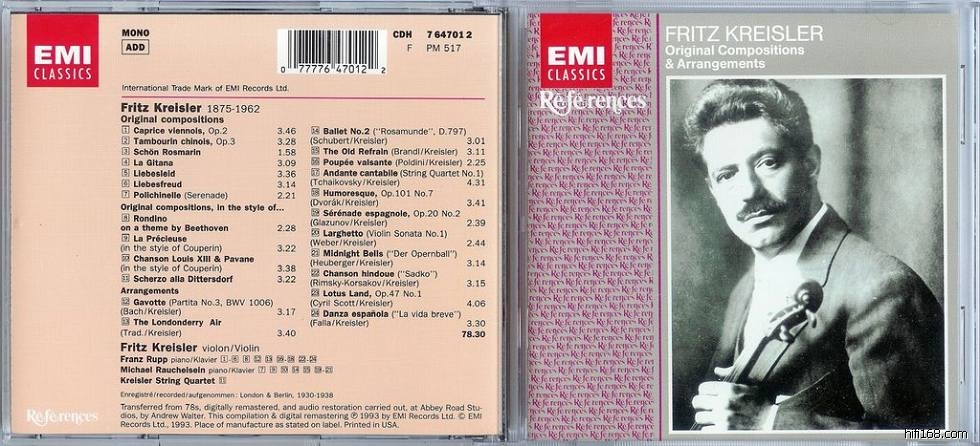 EMI
CLASSICS
MONO
ADD
CDH 7 64701 2
F PM 517
0 77776 47012 2
International Trade Mark of EMI Records Ltd.
Fritz Kreisler 1875-1962
Original compositions
1 Caprice viennols, Op.2 3.46
2 Tambourin chinois, Op.3 3.28
3 Schön Rosmarin 1.58
4 La Gitana 3.09
5 Liebesleid 3.36
6 Liebesfreud 3.14
7 Polichinelle (Serenade) 2.21
Original compositions, in the style of...
8 Rondino
on a theme by Beethoven 2.28
9 La Précieuse
(in the style of Couperin) 3.22
10 Chanson Louis XIII & Pavane
(in the style of Couperin) 3.38
11 Scherzo alla Dittersdorf 3.22
Arrangements
12 Gavotte (Partita No.3, BWV 1006)
(Bach/Kreisler) 3.17
13 The Londonderry Air
(Trad./Kreisler) 3.40
14 Ballet No.2 ("Rosamunde", D.797)
(Schubert/Kreisler) 3.01
15 The Old Refrain (Brandl/Kreisler) 3.11
16 Poupée valsante (Poldini/Kreisler) 2.25
17 Andante cantabile (String Quartet No.1)
(Tchaikovsky/Kreisler) 4.31
18 Humoresque, Op.101 No.7
(Dvorák/Kreisler) 3.41
19 Sérénade espagnole, Op.20 No.2
(Glazunov/Kreisler) 2.39
20 Larghetto (Violin Sonata No.1)
(Weber/Kreisler) 2.44
21 Midnight Bells ("Der Opernball")
(Heuberger/Kreisler) 3.14
22 Chanson hindoue ("Sadko")
(Rimsky-Korsakov/Kreisler) 3.15
23 Lotus Land, Op.47 No.1
(Cyril Scott/Kreisler) 4.06
24 Danza española ("La vida breve")
(Falla/Kreisler) 3.30
78.30
Fritz Kreisler violon/Violin
Franz Rupp piano/Klavier
Michael Raucheisen piano/Klavier
Kreisler String Quartet 11
Enregistré/recorded/aufgenommen: London & Berlin, 1930-1938
Transferred from 78s, digitally remastered, and audio restoration carried out, at Abbey Road Stu-
dios, by Andrew Walter. This compilation & digital remastering ℗ 1993 by EMI Records Ltd. © EMI
Records Ltd., 1993. Place of manufacture as stated on label. Printed in USA.
References
EMI
CLASSICS
References
FRITZ KREISLER
Original Compositions
& Arrangements
hifi168.com